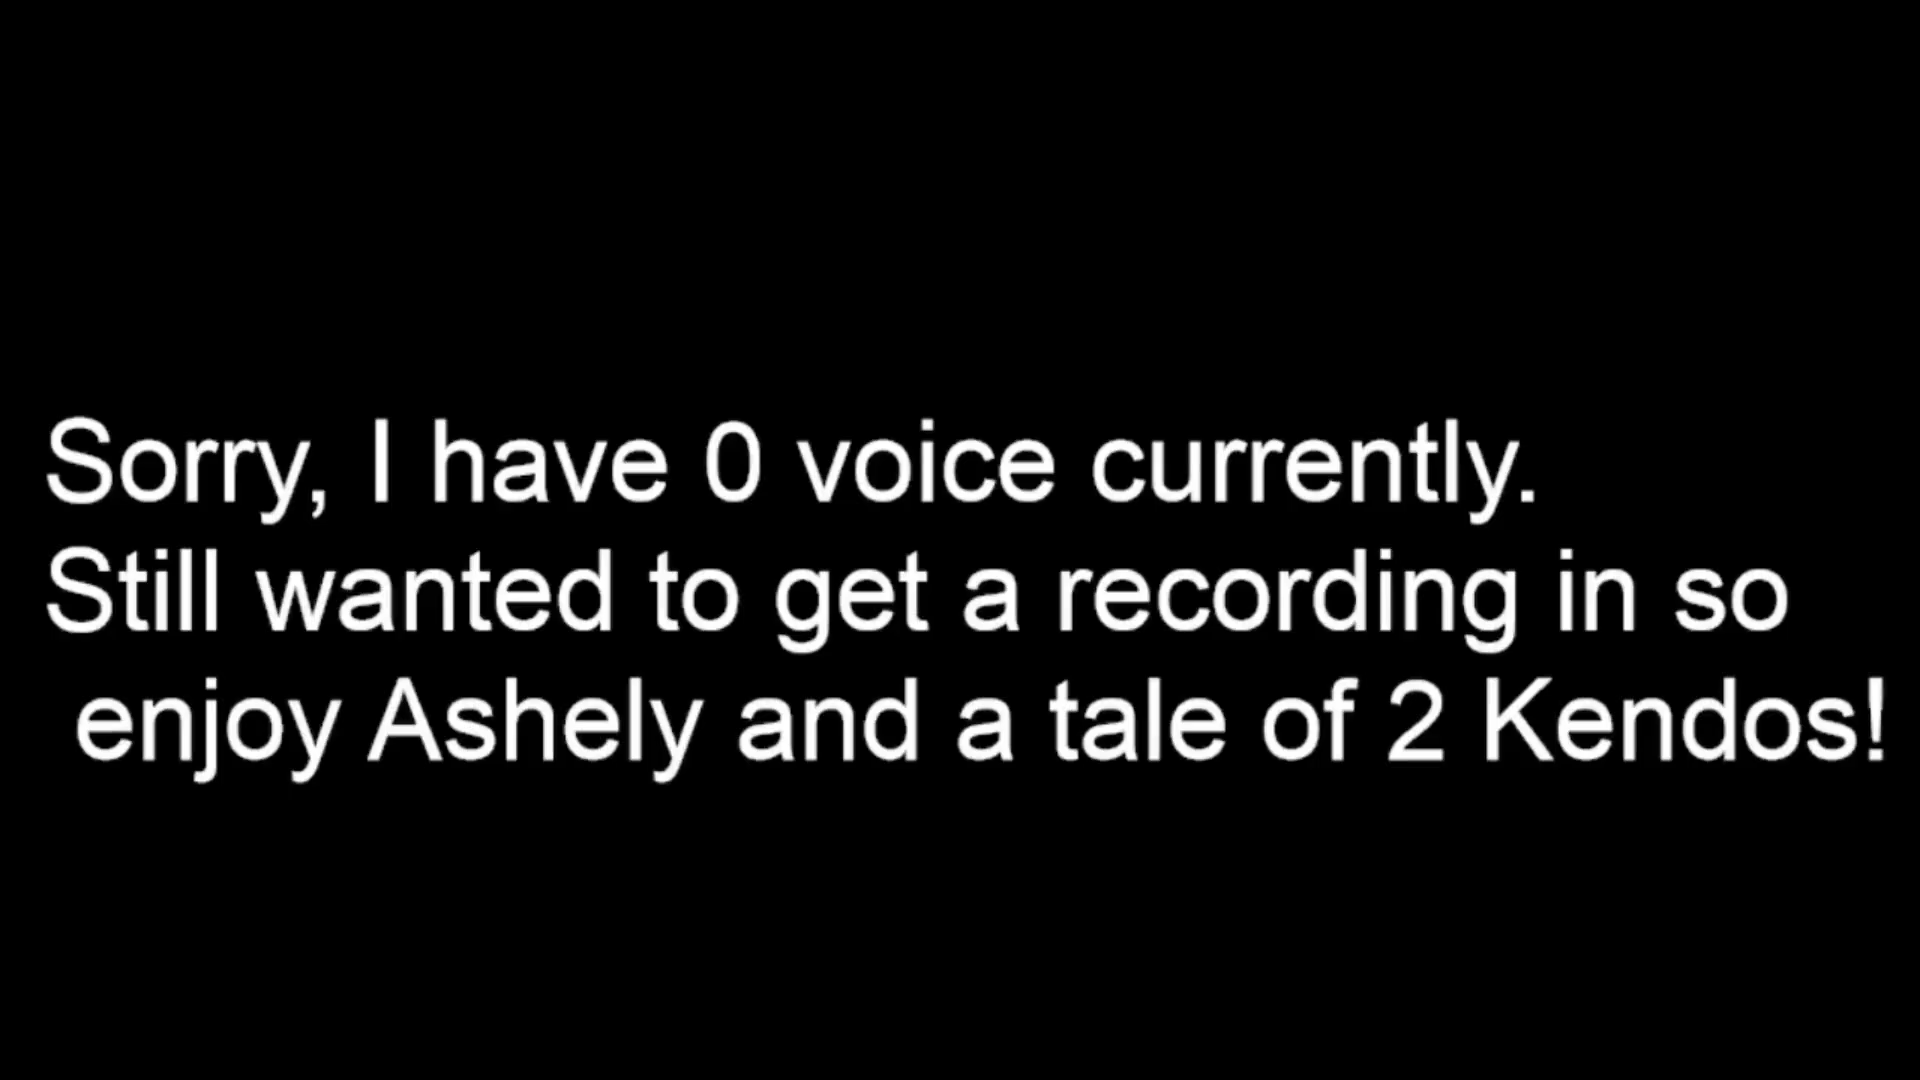 Sorry, I have 0 voice currently.
Still wanted to get a recording in so
enjoy Ashely and a tale of 2 Kendos!